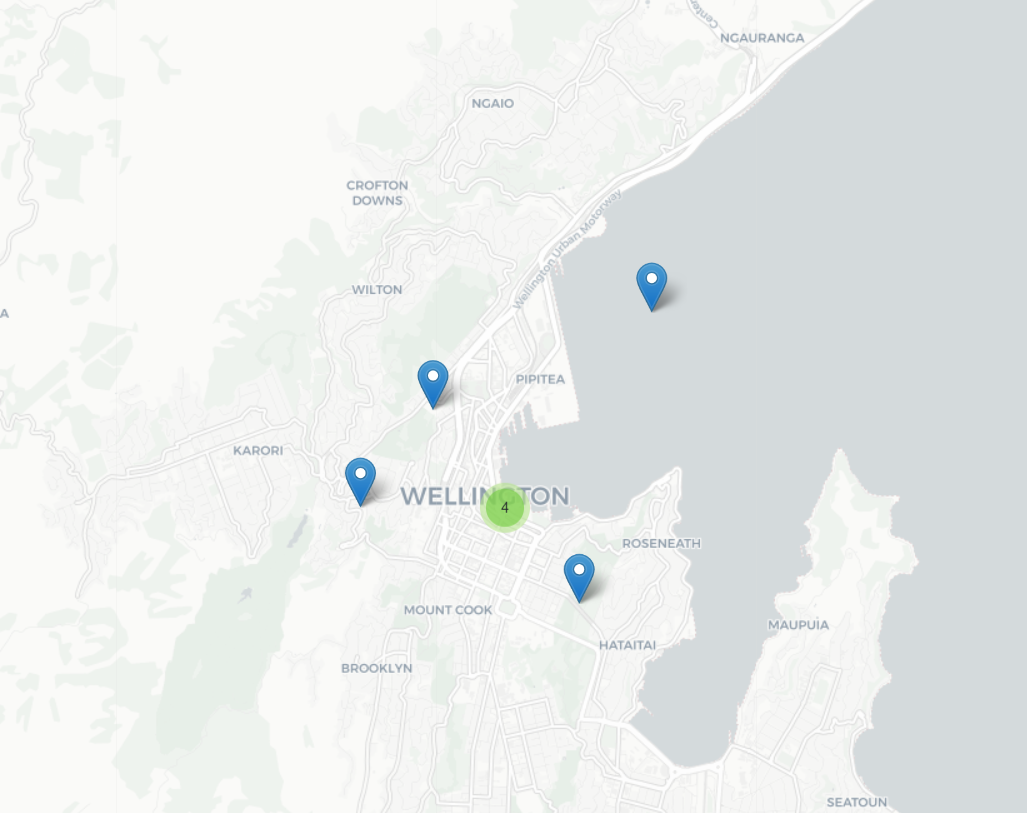 NGAURANGA
NGAIO
CROFTON
DOWNS
Wellington Urban Motorway
WILTON
A
PIPITEA
KARORI
WELLINGTON
4
ROSENEATH
MOUNT COOK
MAUPUIA
HATAITAI
BROOKLYN
SEATOUN